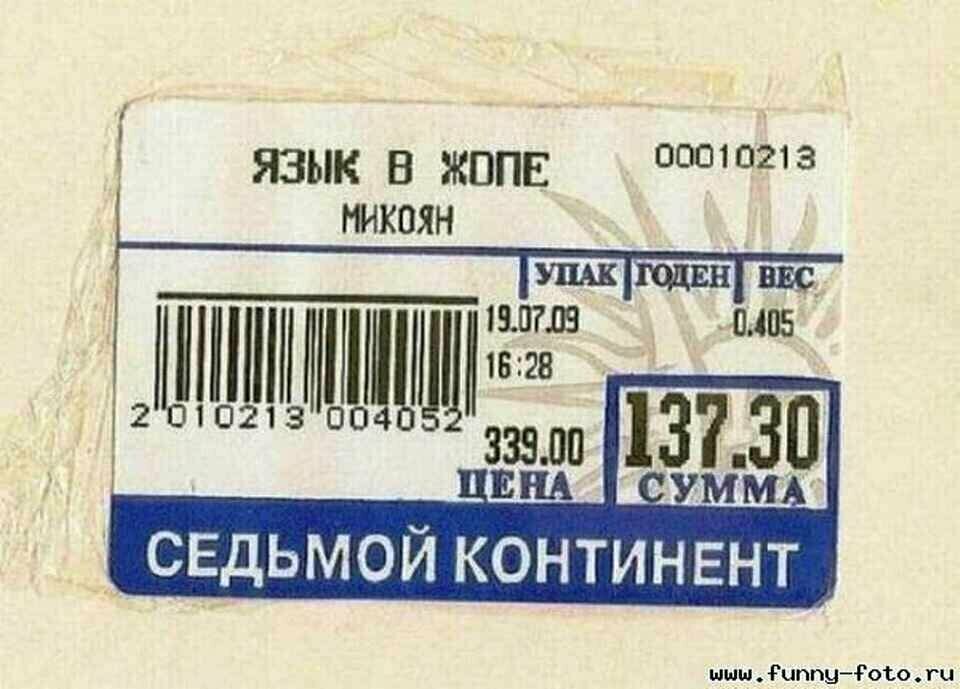 ЯЗЫК В ЖОПЕ
00010213
МИКОЯН
УПАК ГОДЕН ВЕС
19.07.09 0.405
16:28
2 010213 004052
339.00
ЦЕНА
137.30
СУММА
СЕДЬМОЙ КОНТИНЕНТ
www.funny-foto.ru